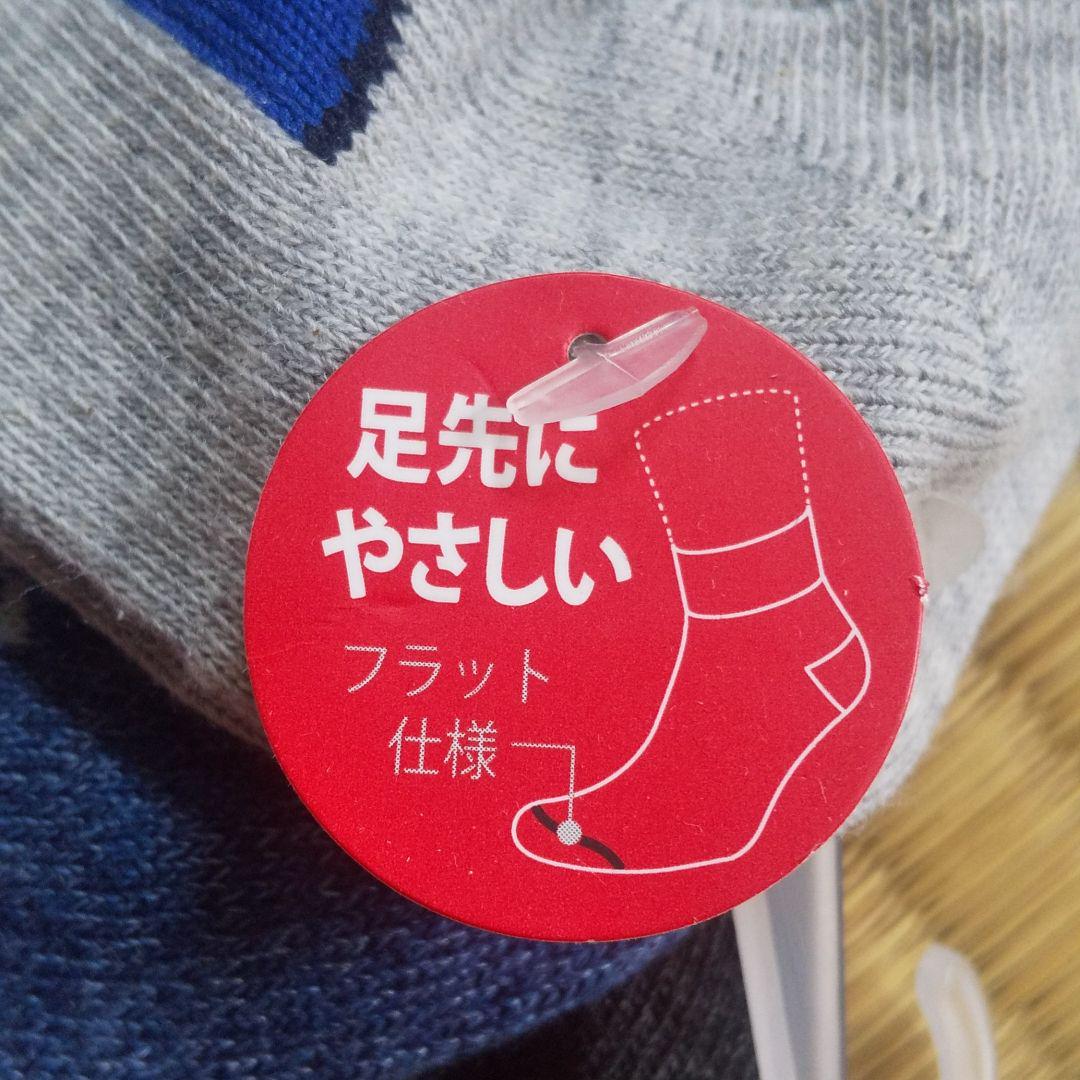 足先に
やさしい
フラット
仕様